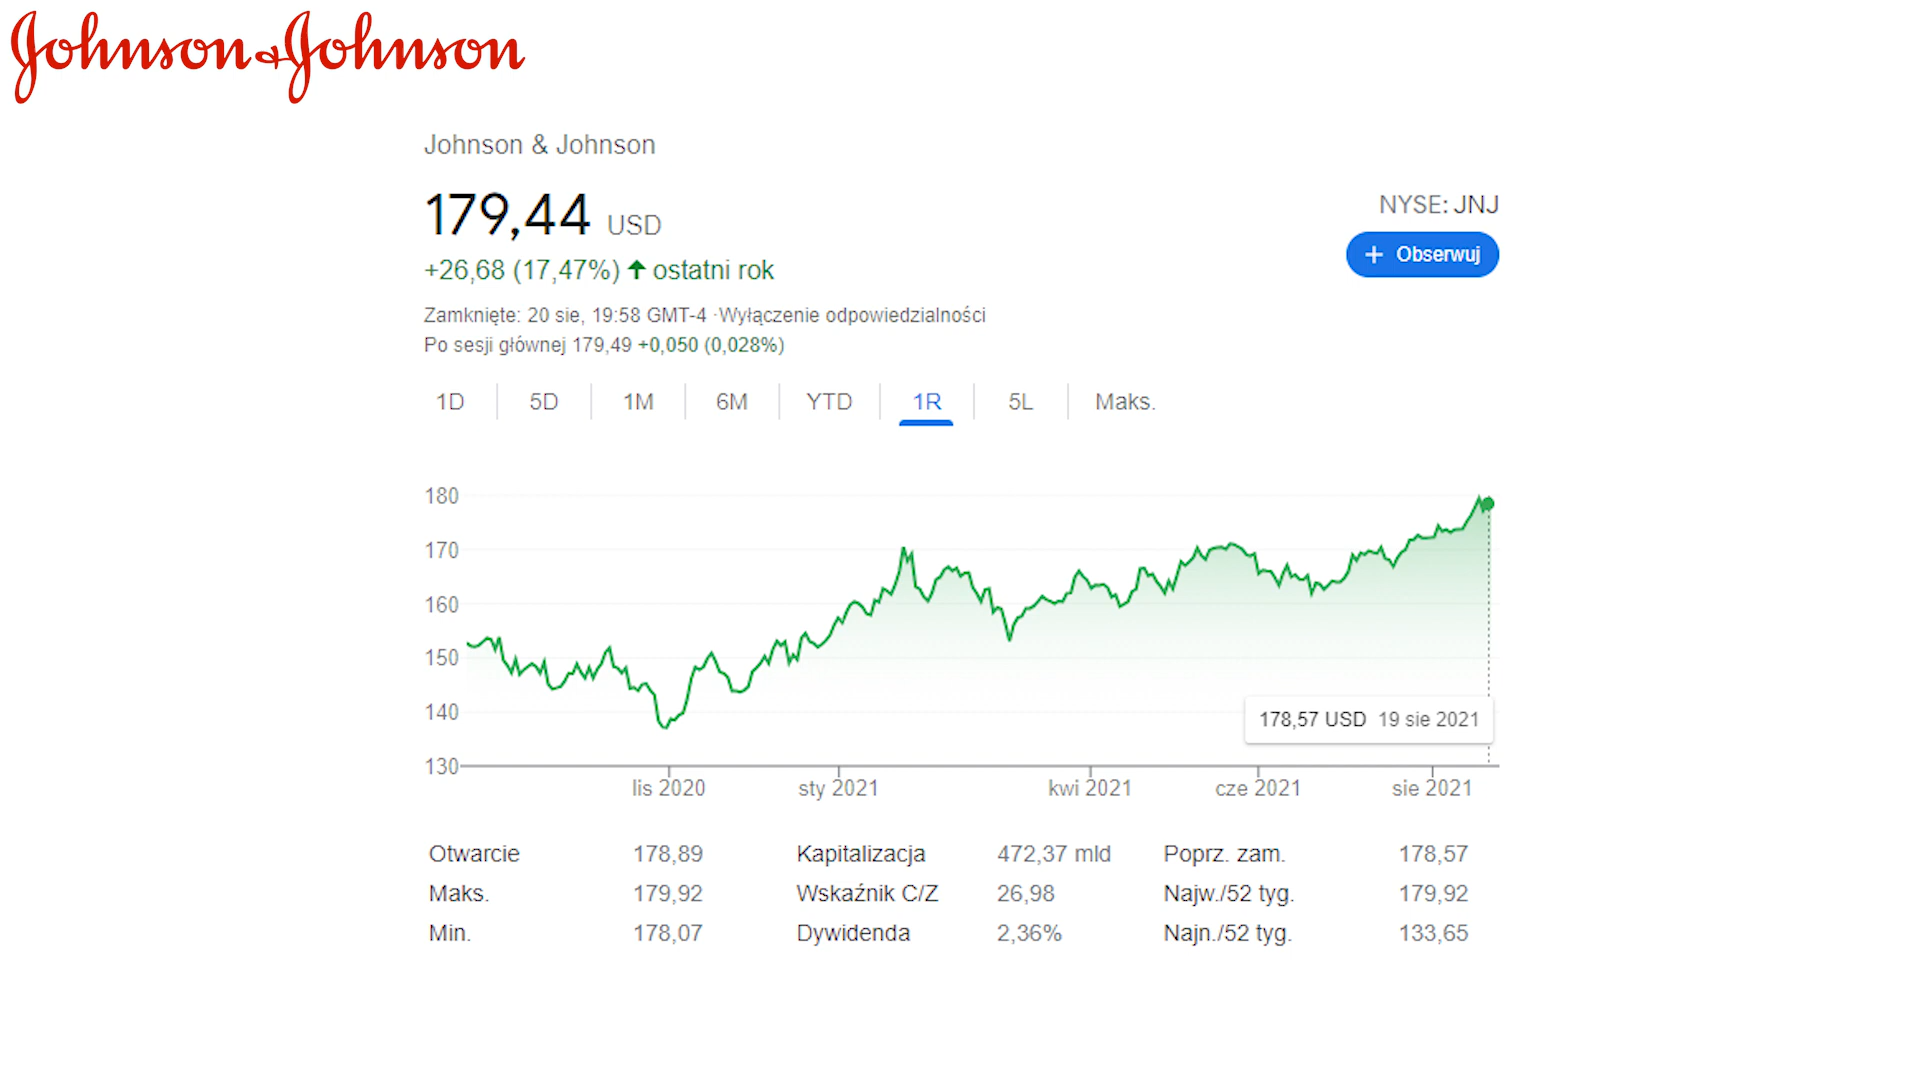 Johnson & Johnson
Johnson & Johnson
179,44 USD
NYSE: JNJ
+26,68 (17,47%) ↑ ostatni rok
+ Obserwuj
Zamknięte: 20 sie, 19:58 GMT-4 ·Wyłączenie odpowiedzialności
Po sesji głównej 179,49 +0,050 (0,028%)
1D 5D 1M 6M YTD 1R 5L Maks.
180
170
160
150
140
178,57 USD 19 sie 2021
130
lis 2020 sty 2021 kwi 2021 cze 2021 sie 2021
Otwarcie 178,89 Kapitalizacja 472,37 mld Poprz. zam. 178,57
Maks. 179,92 Wskaźnik C/Z 26,98 Najw./52 tyg. 179,92
Min. 178,07 Dywidenda 2,36% Najn./52 tyg. 133,65